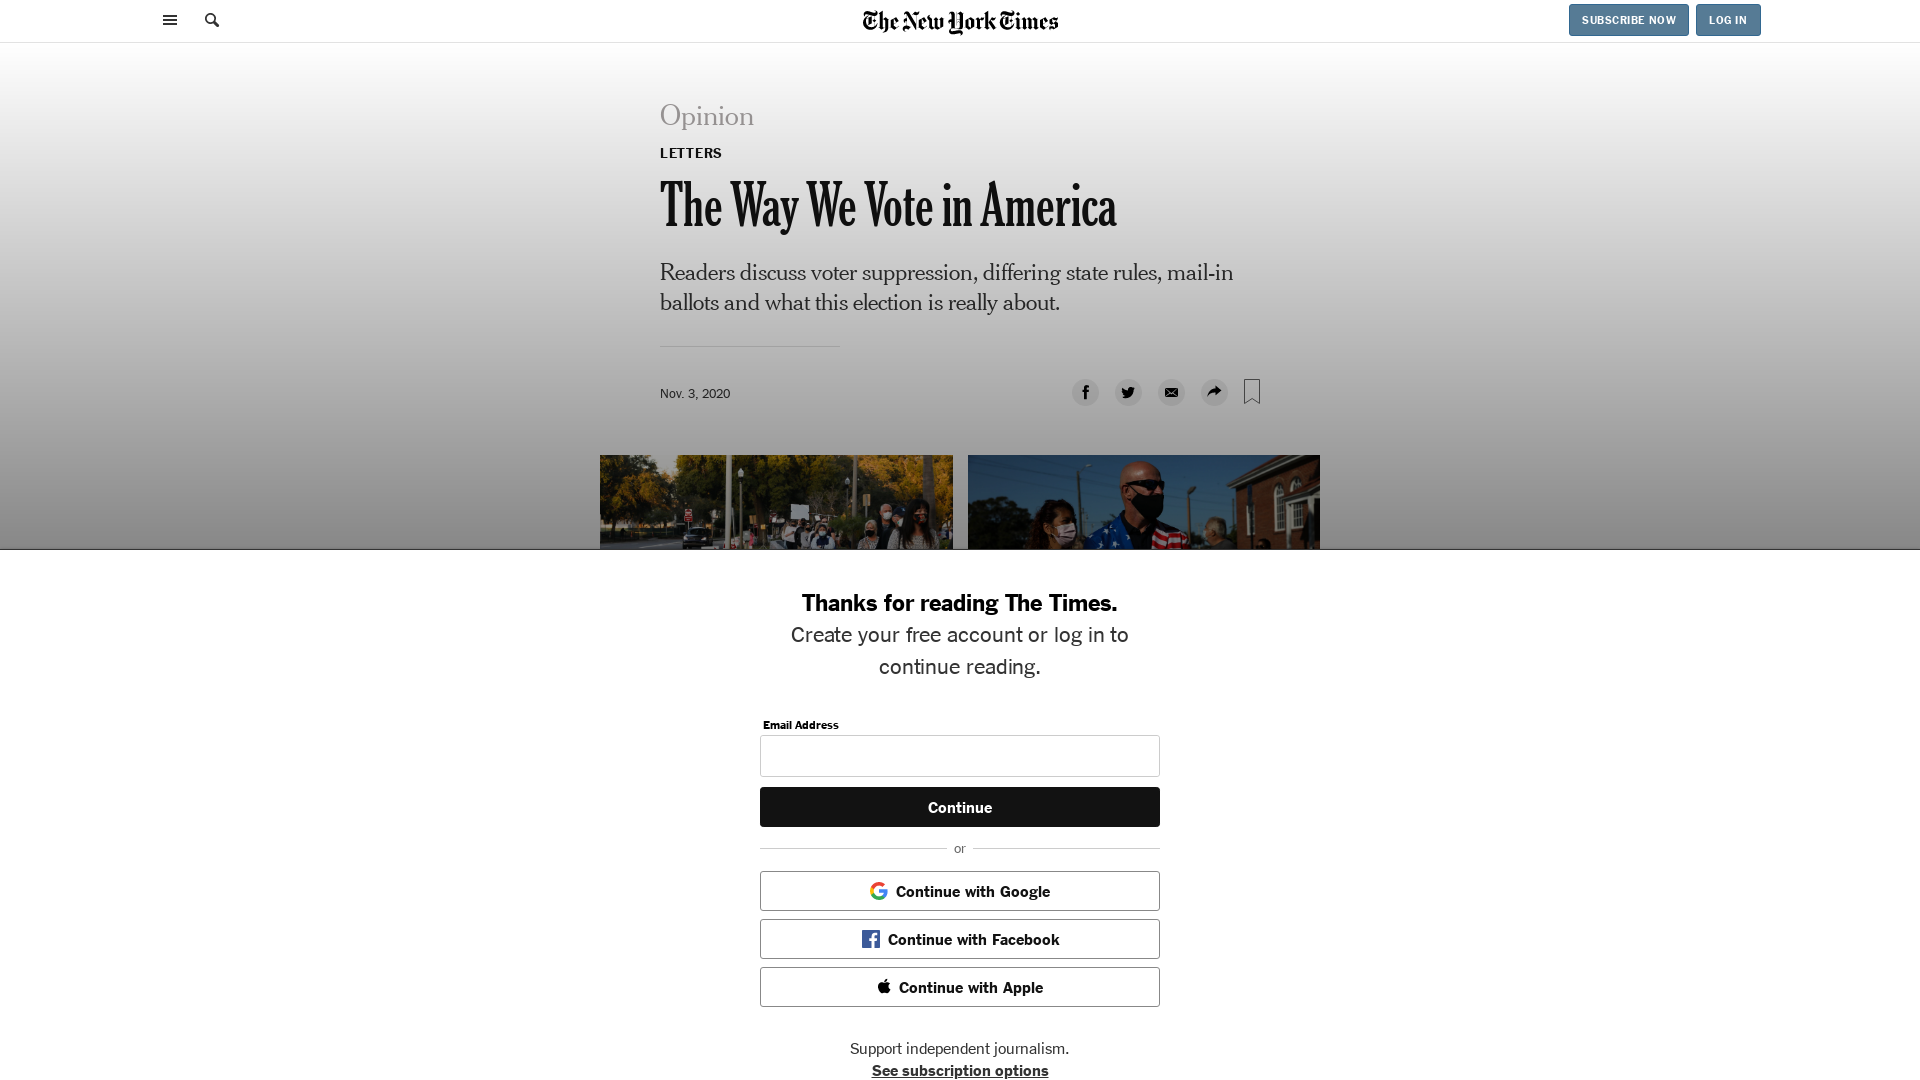 The New York Times
SUBSCRIBE NOW
LOG IN
Opinion
LETTERS
The Way We Vote in America
Readers discuss voter suppression, differing state rules, mail-in
ballots and what this election is really about.
Nov. 3, 2020
Thanks for reading The Times.
Create your free account or log in to
continue reading.
Email Address
Continue
or
Continue with Google
Continue with Facebook
Continue with Apple
Support independent journalism.
See subscription options